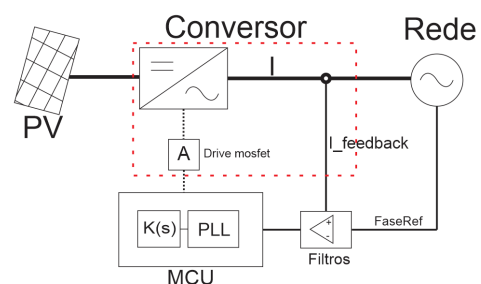 Conversor
Rede
I
PV
A
Drive mosfet
I_feedback
K(s)
PLL
+
-
FaseRef
Filtros
MCU